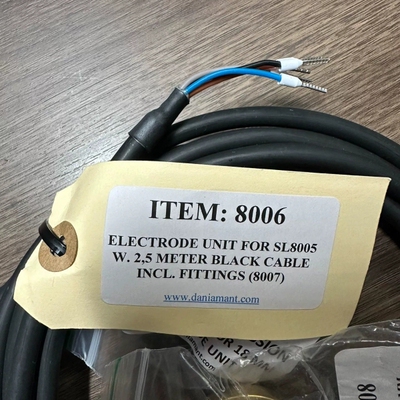 ITEM: 8006
ELECTRODE UNIT FOR SL8005
W. 2,5 METER BLACK CABLE
INCL. FITTINGS (8007)
www.daniamant.com